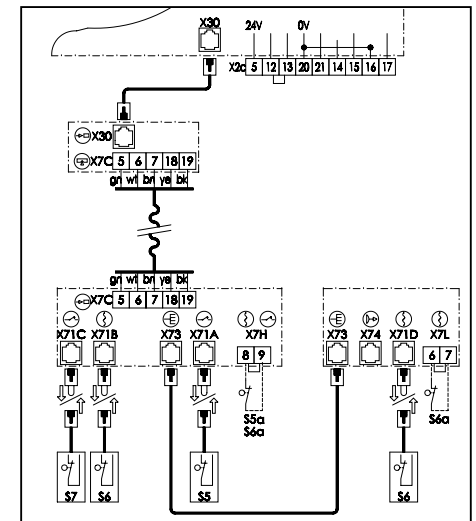 X30 24V 0V
X2c 5 12 13 20 21 14 15 16 17
X30
X7C 5 6 7 18 19
gn wt bn ye bk
gn wt bn ye bk
X7C 5 6 7 18 19
X71C X71B X73 X71A X7H X73 X74 X71D X7L
8 9 6 7
S5a
S6a
S6a
S7 S6 S5 S6